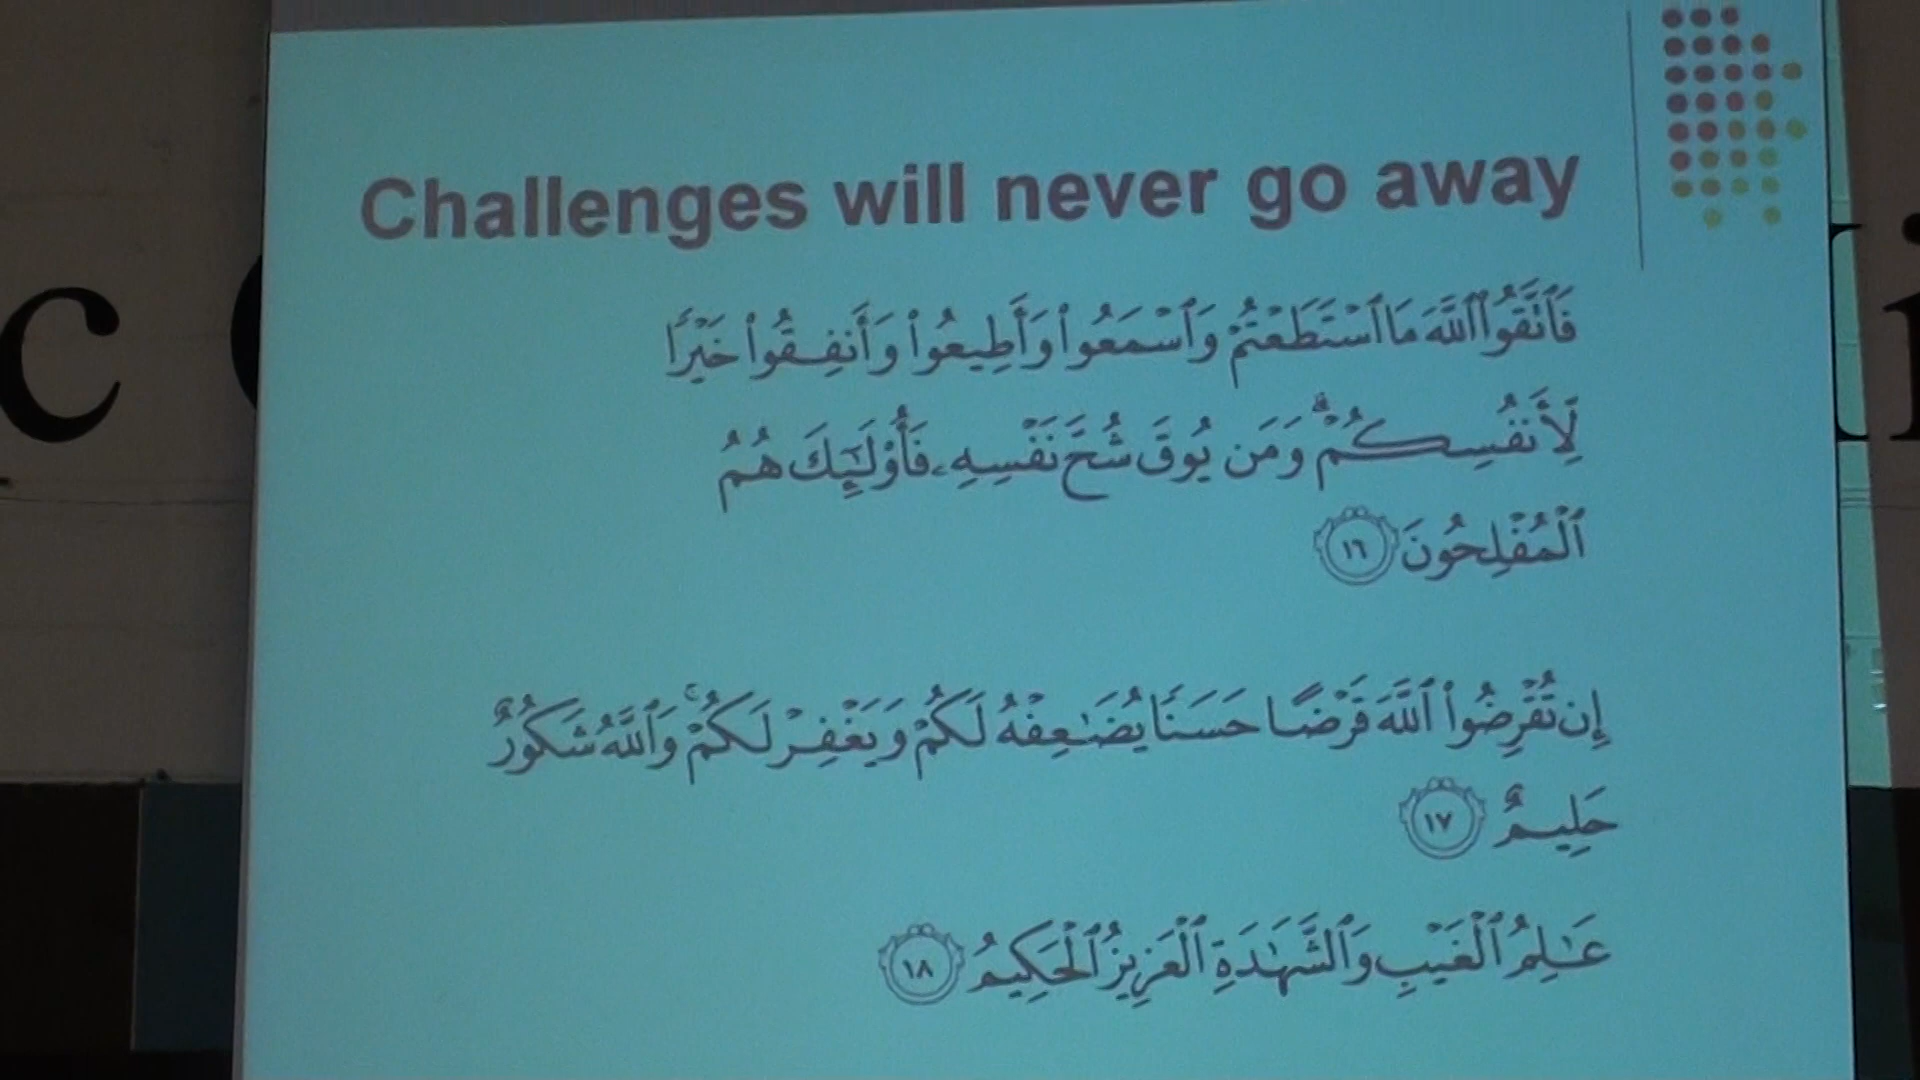 Challenges will never go away
فَٱتَّقُوا۟ ٱللَّهَ مَا ٱسْتَطَعْتُمْ وَٱسْمَعُوا۟ وَأَطِيعُوا۟ وَأَنفِقُوا۟ خَيْرًا
لِّأَنفُسِكُمْ ۗ وَمَن يُوقَ شُحَّ نَفْسِهِۦ فَأُو۟لَـٰٓئِكَ هُمُ
ٱلْمُفْلِحُونَ ١٦
إِن تُقْرِضُوا۟ ٱللَّهَ قَرْضًا حَسَنًا يُضَـٰعِفْهُ لَكُمْ وَيَغْفِرْ لَكُمْ ۚ وَٱللَّهُ شَكُورٌ
حَلِيمٌ ١٧
عَـٰلِمُ ٱلْغَيْبِ وَٱلشَّهَـٰدَةِ ٱلْعَزِيزُ ٱلْحَكِيمُ ١٨